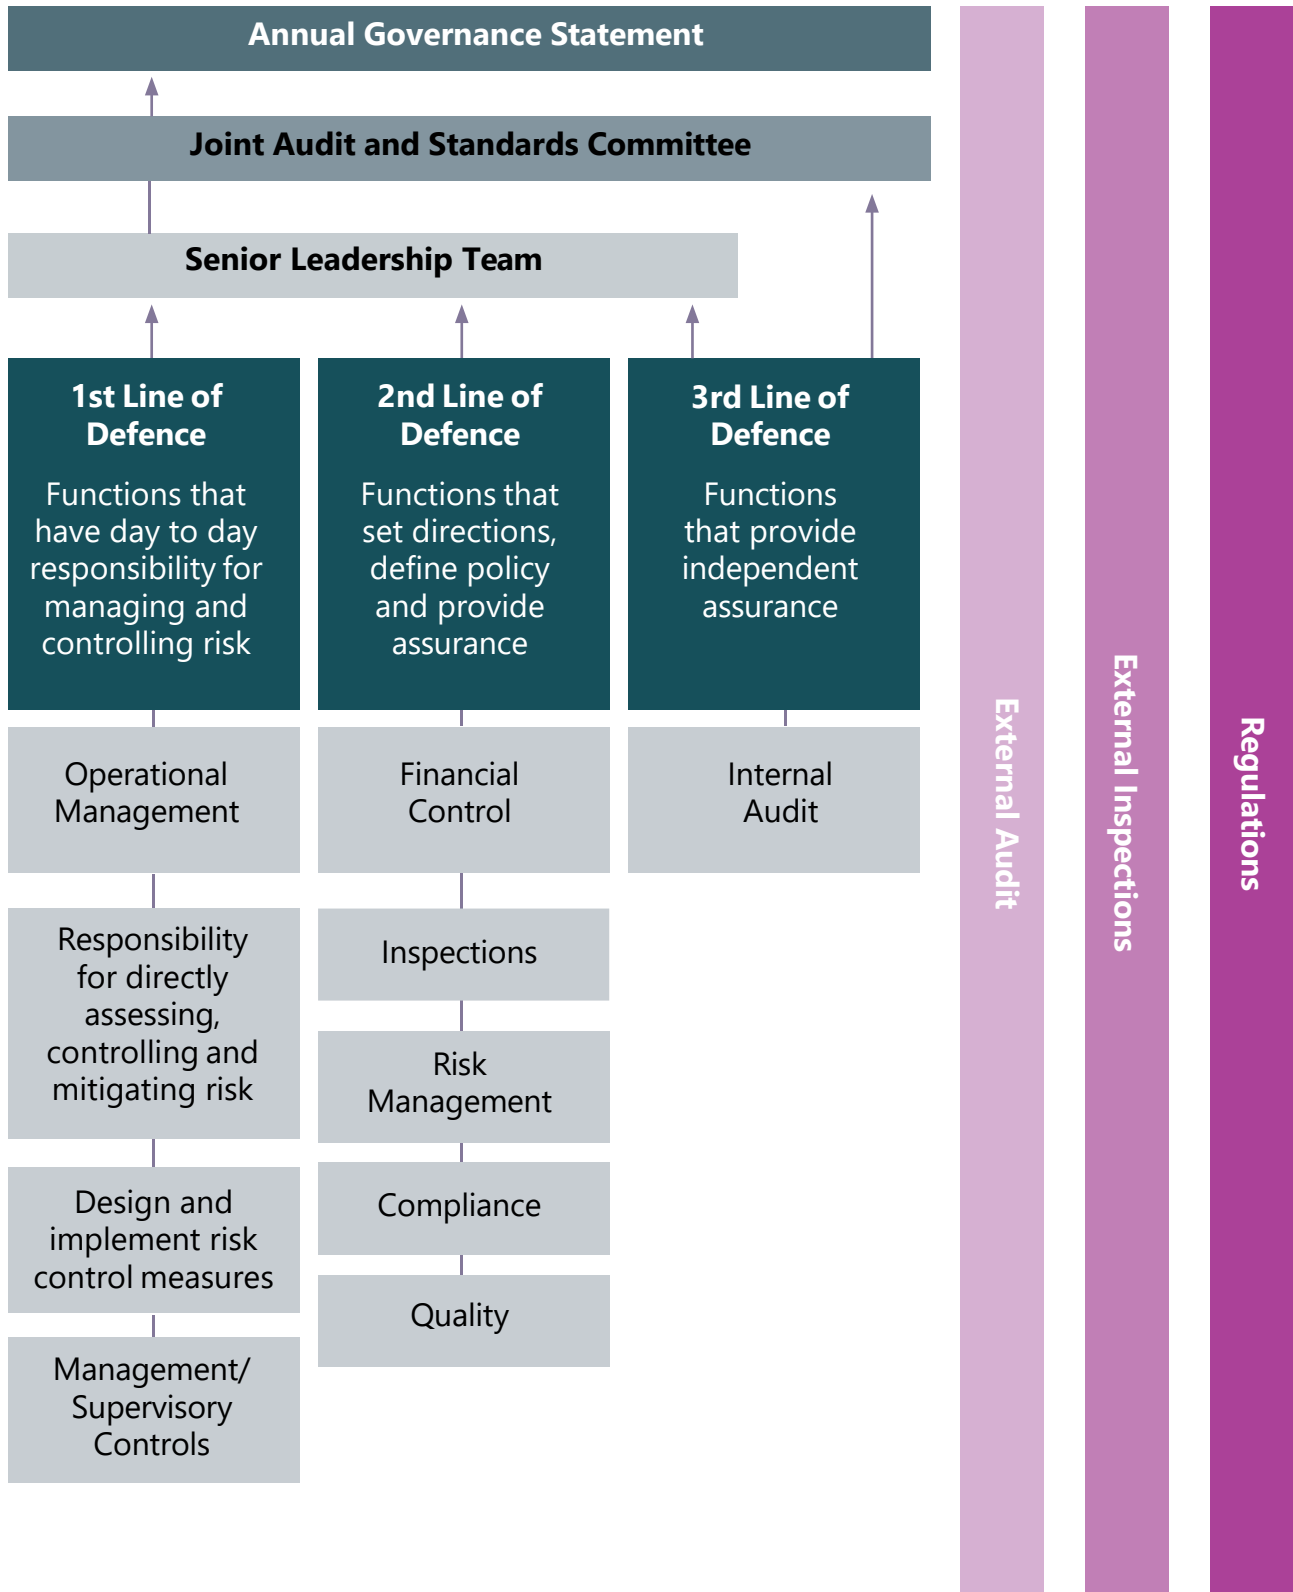 Annual Governance Statement
Joint Audit and Standards Committee
Senior Leadership Team
1st Line of
Defence
Functions that
have day to day
responsibility for
managing and
controlling risk
2nd Line of
Defence
Functions that
set directions,
define policy
and provide
assurance
3rd Line of
Defence
Functions
that provide
independent
assurance
Operational
Management
Responsibility
for directly
assessing,
controlling and
mitigating risk
Design and
implement risk
control measures
Management/
Supervisory
Controls
Financial
Control
Inspections
Risk
Management
Compliance
Quality
Internal
Audit
External Audit
External Inspections
Regulations